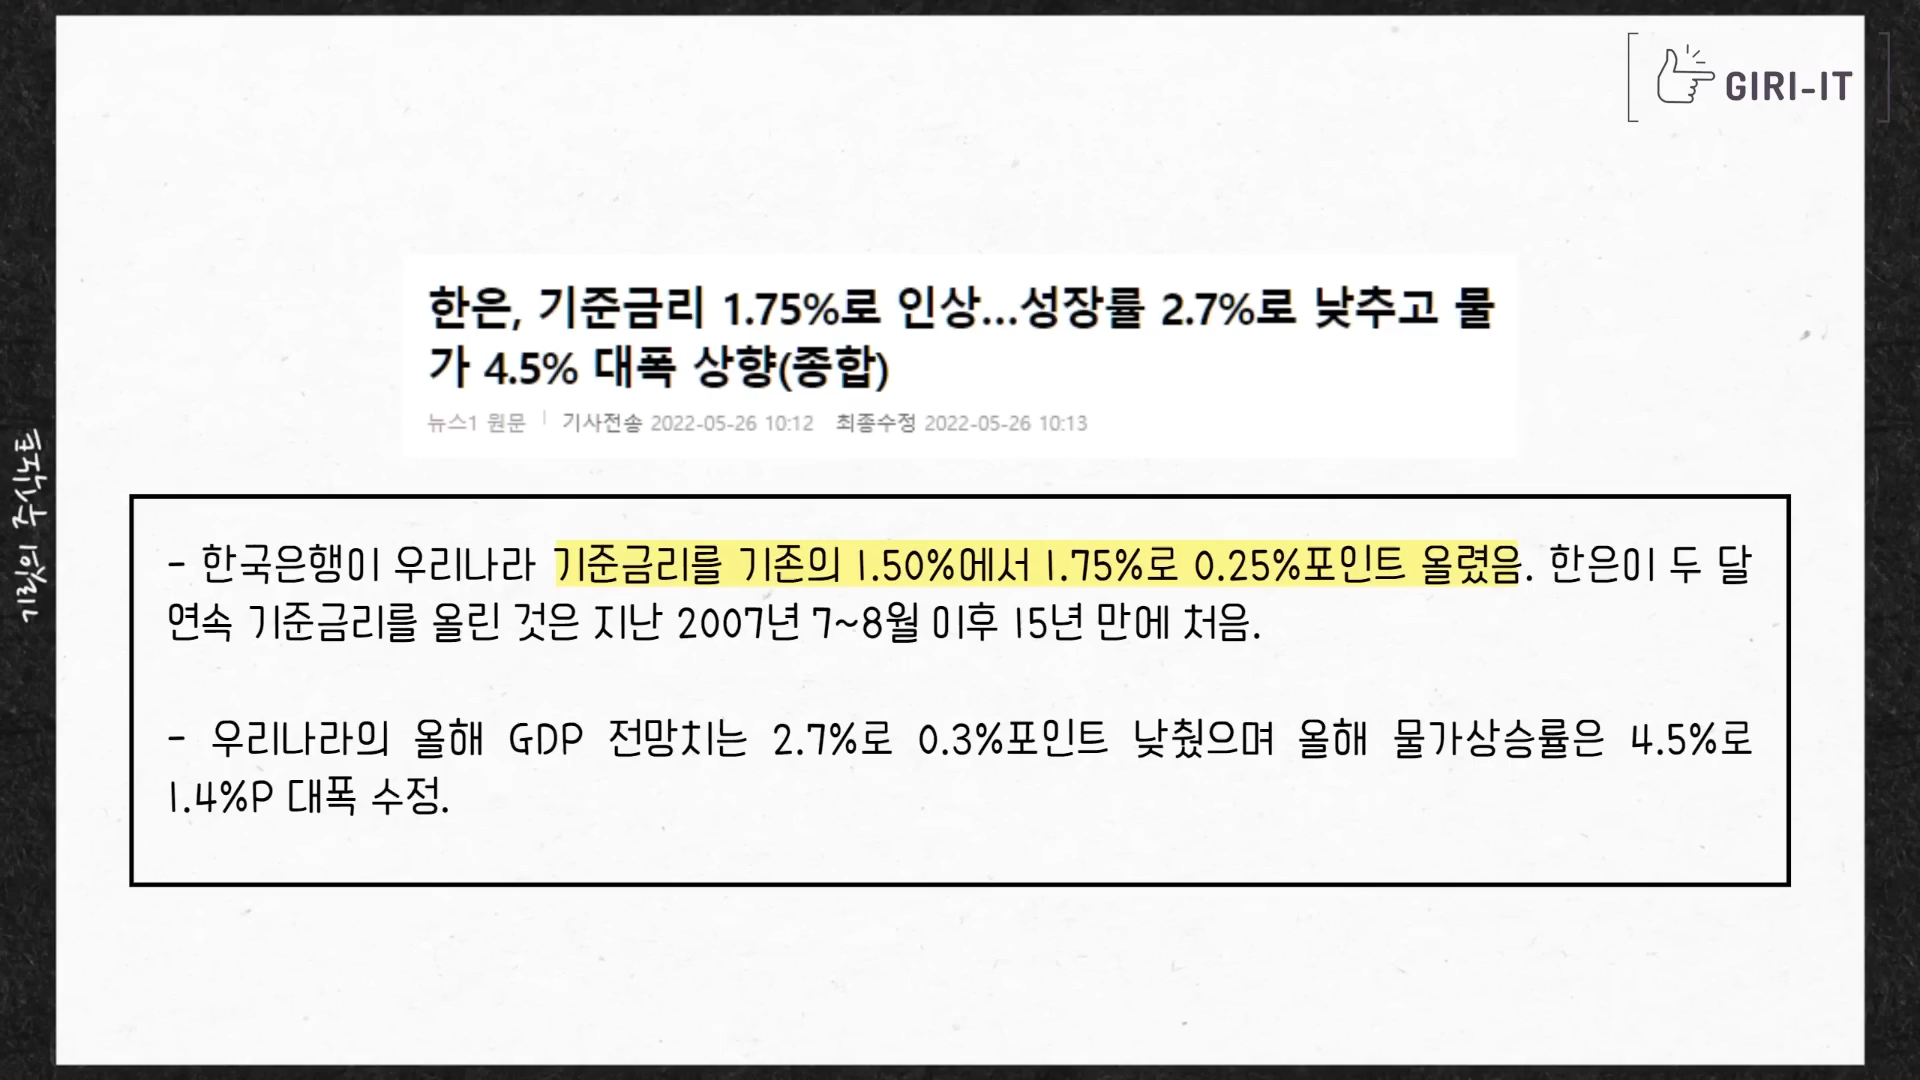 GIRI-IT
한은, 기준금리 1.75%로 인상...성장률 2.7%로 낮추고 물
가 4.5% 대폭 상향(종합)
뉴스1 원문 | 기사전송 2022-05-26 10:12 최종수정 2022-05-26 10:13
기릿의 주식노트
- 한국은행이 우리나라 기준금리를 기존의 1.50%에서 1.75%로 0.25%포인트 올렸음. 한은이 두 달
연속 기준금리를 올린 것은 지난 2007년 7~8월 이후 15년 만에 처음.
- 우리나라의 올해 GDP 전망치는 2.7%로 0.3%포인트 낮췄으며 올해 물가상승률은 4.5%로
1.4%P 대폭 수정.